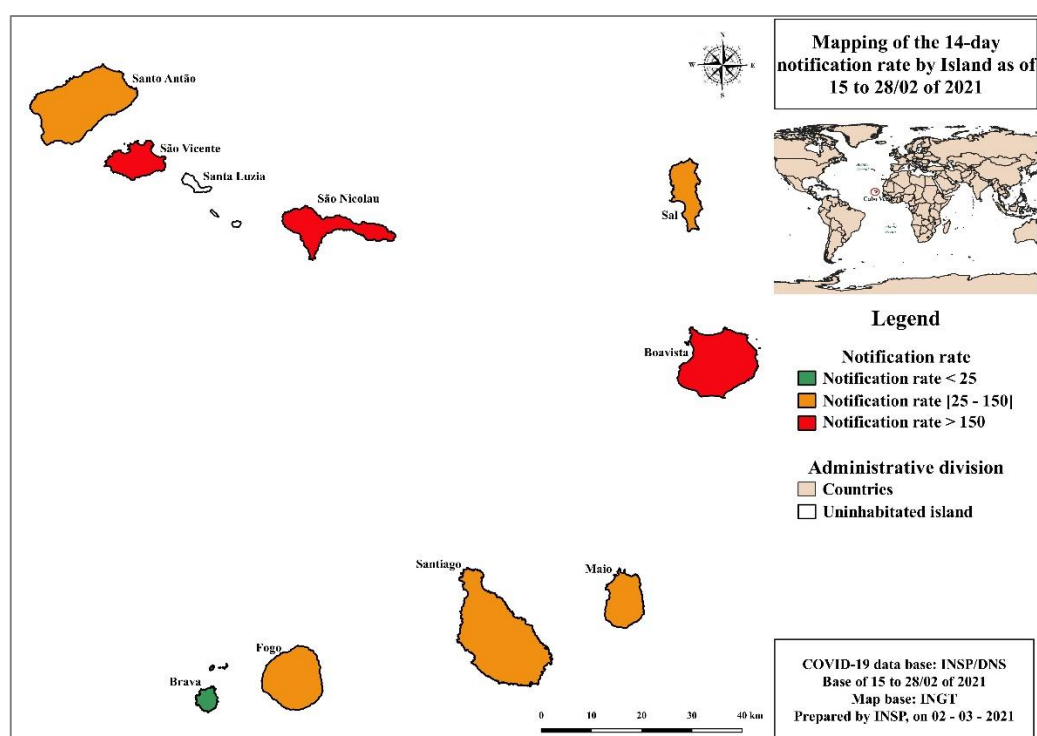 Mapping of the 14-day
notification rate by Island as of
15 to 28/02 of 2021
N
W
E
S
Santo Antão
São Vicente
Santa Luzia
São Nicolau
Sal
Boavista
Santiago
Maio
Fogo
Brava
Legend
Notification rate
Notification rate < 25
Notification rate [25 - 150]
Notification rate > 150
Administrative division
Countries
Uninhabitated island
0 10 20 30 40 km
COVID-19 data base: INSP/DNS
Base of 15 to 28/02 of 2021
Map base: INGT
Prepared by INSP, on 02 - 03 - 2021